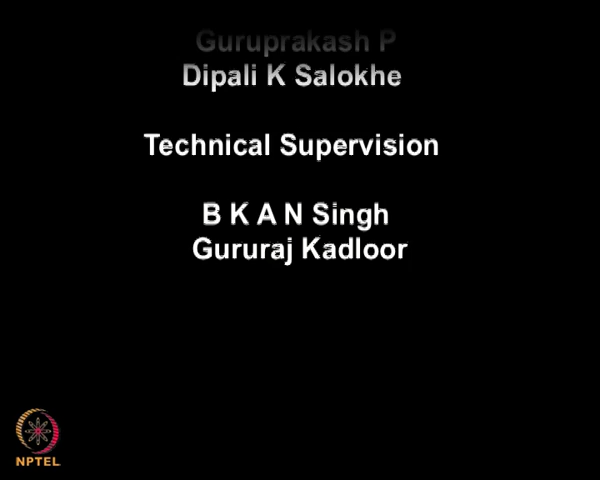 Guruprakash P
Dipali K Salokhe
Technical Supervision
B K A N Singh
Gururaj Kadloor
NPTEL